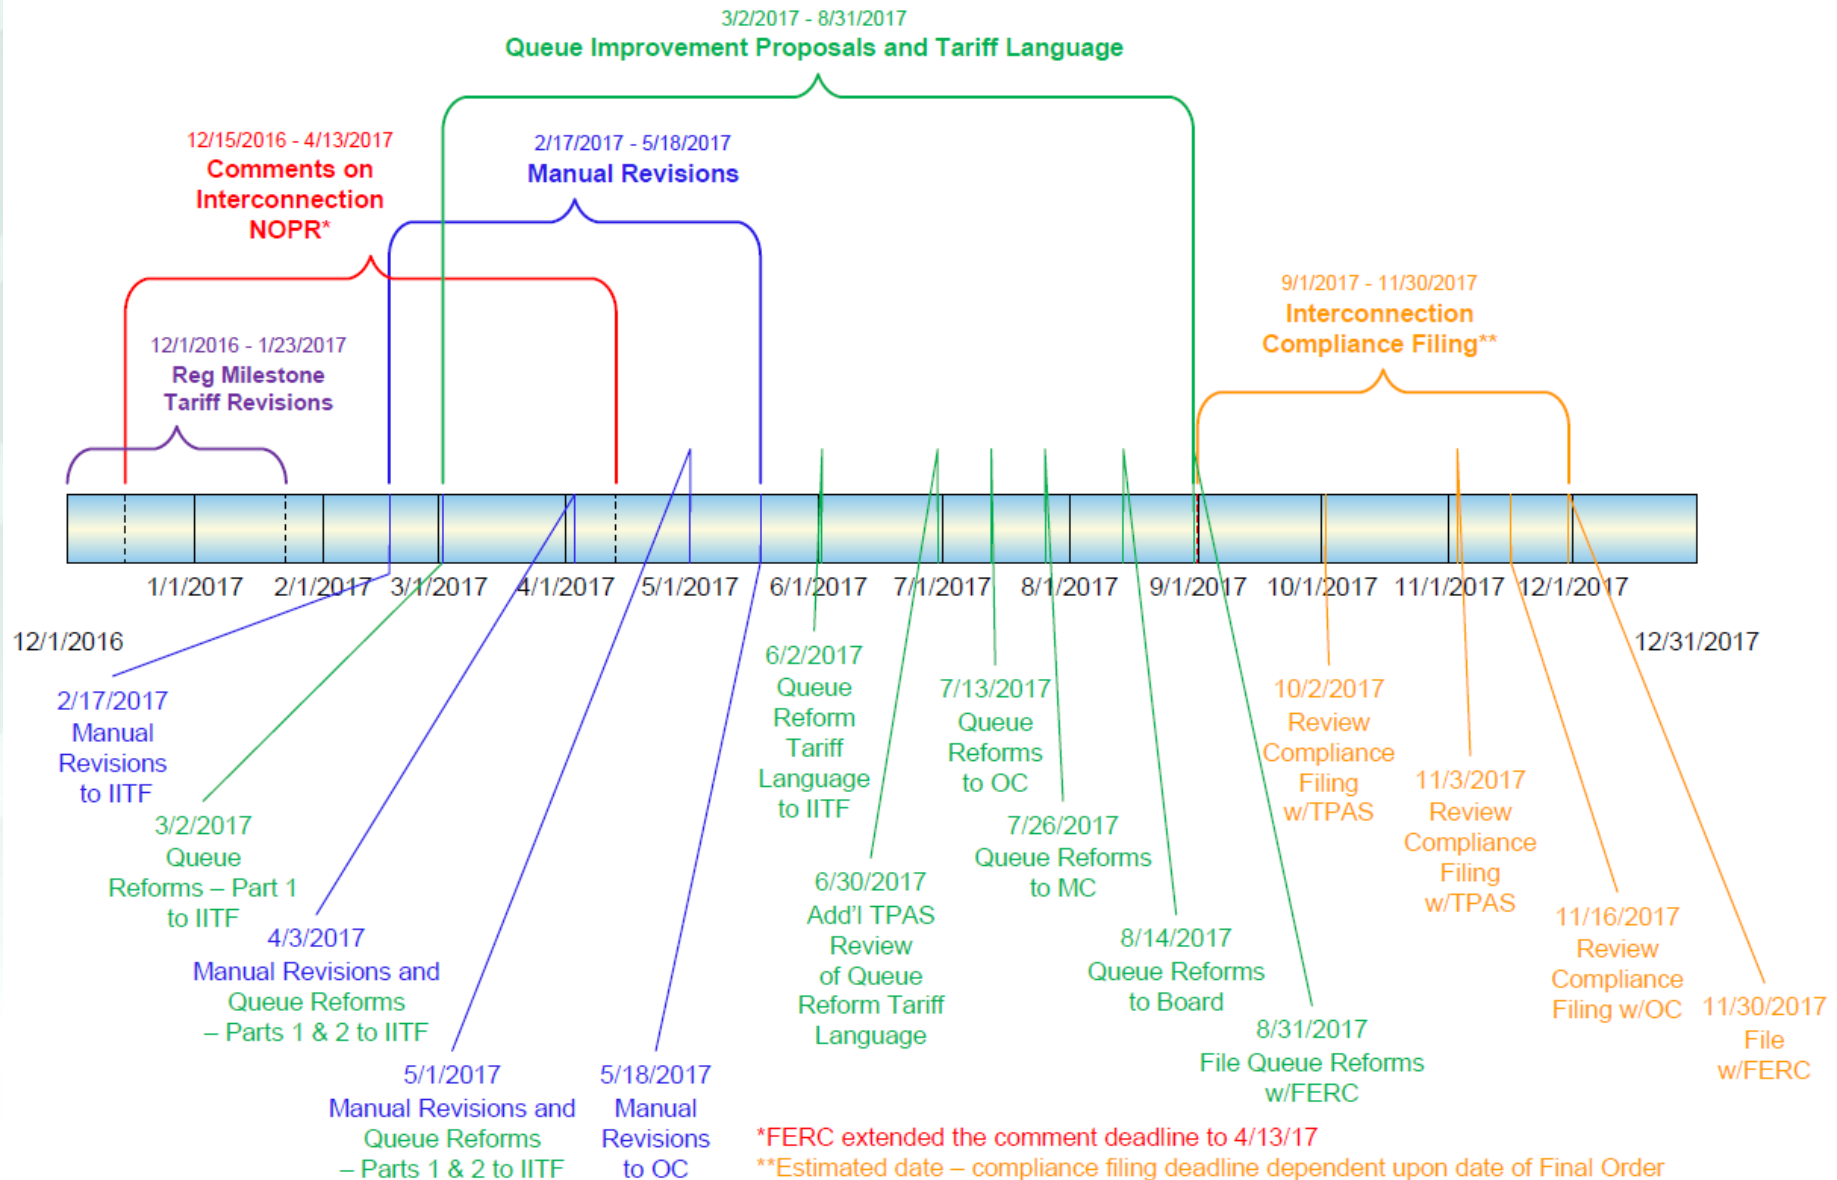 3/2/2017 - 8/31/2017
Queue Improvement Proposals and Tariff Language
12/15/2016 - 4/13/2017
Comments on
Interconnection
NOPR*
2/17/2017 - 5/18/2017
Manual Revisions
9/1/2017 - 11/30/2017
Interconnection
Compliance Filing**
12/1/2016 - 1/23/2017
Reg Milestone
Tariff Revisions
1/1/2017 2/1/2017 3/1/2017 4/1/2017 5/1/2017 6/1/2017 7/1/2017 8/1/2017 9/1/2017 10/1/2017 11/1/2017 12/1/2017
12/1/2016
12/31/2017
2/17/2017
Manual
Revisions
to IITF
3/2/2017
Queue
Reforms – Part 1
to IITF
4/3/2017
Manual Revisions and
Queue Reforms
– Parts 1 & 2 to IITF
5/1/2017
Manual Revisions and
Queue Reforms
– Parts 1 & 2 to IITF
5/18/2017
Manual
Revisions
to OC
6/2/2017
Queue
Reform
Tariff
Language
to IITF
6/30/2017
Add'l TPAS
Review
of Queue
Reform Tariff
Language
7/13/2017
Queue
Reforms
to OC
7/26/2017
Queue Reforms
to MC
8/14/2017
Queue Reforms
to Board
8/31/2017
File Queue Reforms
w/FERC
10/2/2017
Review
Compliance
Filing
w/TPAS
11/3/2017
Review
Compliance
Filing
w/TPAS
11/16/2017
Review
Compliance
Filing w/OC
11/30/2017
File
w/FERC
*FERC extended the comment deadline to 4/13/17
**Estimated date – compliance filing deadline dependent upon date of Final Order